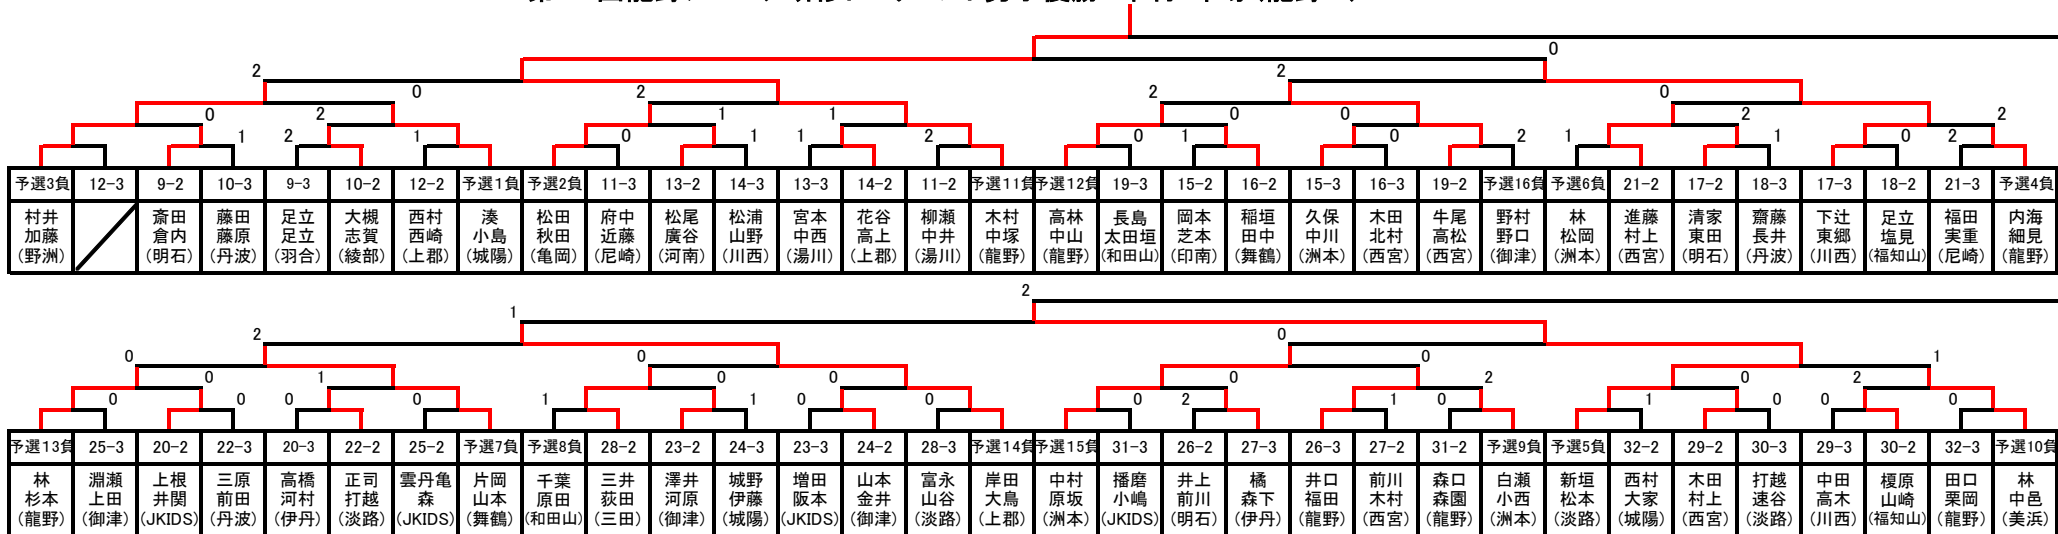 0
2 2
0 2 2 0
0 2 1 1 0 0 2 2
1 2 1 0 1 1 2 0 1 0 2 1 1 0 2
予選3負 12-3 9-2 10-3 9-3 10-2 12-2 予選1負 予選2負 11-3 13-2 14-3 13-3 14-2 11-2 予選11負 予選12負 19-3 15-2 16-2 15-3 16-3 19-2 予選16負 予選6負 21-2 17-2 18-3 17-3 18-2 21-3 予選4負
村井 斎田 藤田 足立 大槻 西村 湊 松田 府中 松尾 松浦 宮本 花谷 柳瀬 木村 高林 長島 岡本 稲垣 久保 木田 牛尾 野村 林 進藤 清家 齋藤 下辻 足立 福田 内海
加藤 倉内 藤原 足立 志賀 西崎 小島 秋田 近藤 廣谷 山野 中西 高上 中井 中塚 中山 太田垣 芝本 田中 中川 北村 高松 野口 松岡 村上 東田 長井 東郷 塩見 実重 細見
(野洲) (明石) (丹波) (羽合) (綾部) (上郡) (城陽) (亀岡) (尼崎) (河南) (川西) (湯川) (上郡) (湯川) (龍野) (龍野) (和田山) (印南) (舞鶴) (洲本) (西宮) (西宮) (御津) (洲本) (西宮) (明石) (丹波) (川西) (福知山) (尼崎) (龍野)
2
1
2 0
0 0 0 1
0 1 0 0 0 2 0 2
0 0 0 0 1 1 0 0 0 2 1 0 1 0 0 0
予選13負 25-3 20-2 22-3 20-3 22-2 25-2 予選7負 予選8負 28-2 23-2 24-3 23-3 24-2 28-3 予選14負 予選15負 31-3 26-2 27-3 26-3 27-2 31-2 予選9負 予選5負 32-2 29-2 30-3 29-3 30-2 32-3 予選10負
林 淵瀬 上根 三原 高橋 正司 雲丹亀 片岡 千葉 三井 澤井 城野 増田 山本 富永 岸田 中村 播磨 井上 橘 井口 前川 森口 白瀬 新垣 西村 木田 打越 中田 榎原 田口 林
杉本 上田 井関 前田 河村 打越 森 山本 原田 荻田 河原 伊藤 阪本 金井 山谷 大鳥 原坂 小嶋 前川 森下 福田 木村 森園 小西 松本 大家 村上 速谷 高木 山崎 栗岡 中邑
(龍野) (御津) (JKIDS) (丹波) (伊丹) (淡路) (JKIDS) (舞鶴) (和田山) (三田) (御津) (城陽) (JKIDS) (御津) (淡路) (上郡) (洲本) (JKIDS) (明石) (伊丹) (龍野) (西宮) (龍野) (洲本) (淡路) (城陽) (西宮) (淡路) (川西) (福知山) (龍野) (美浜)